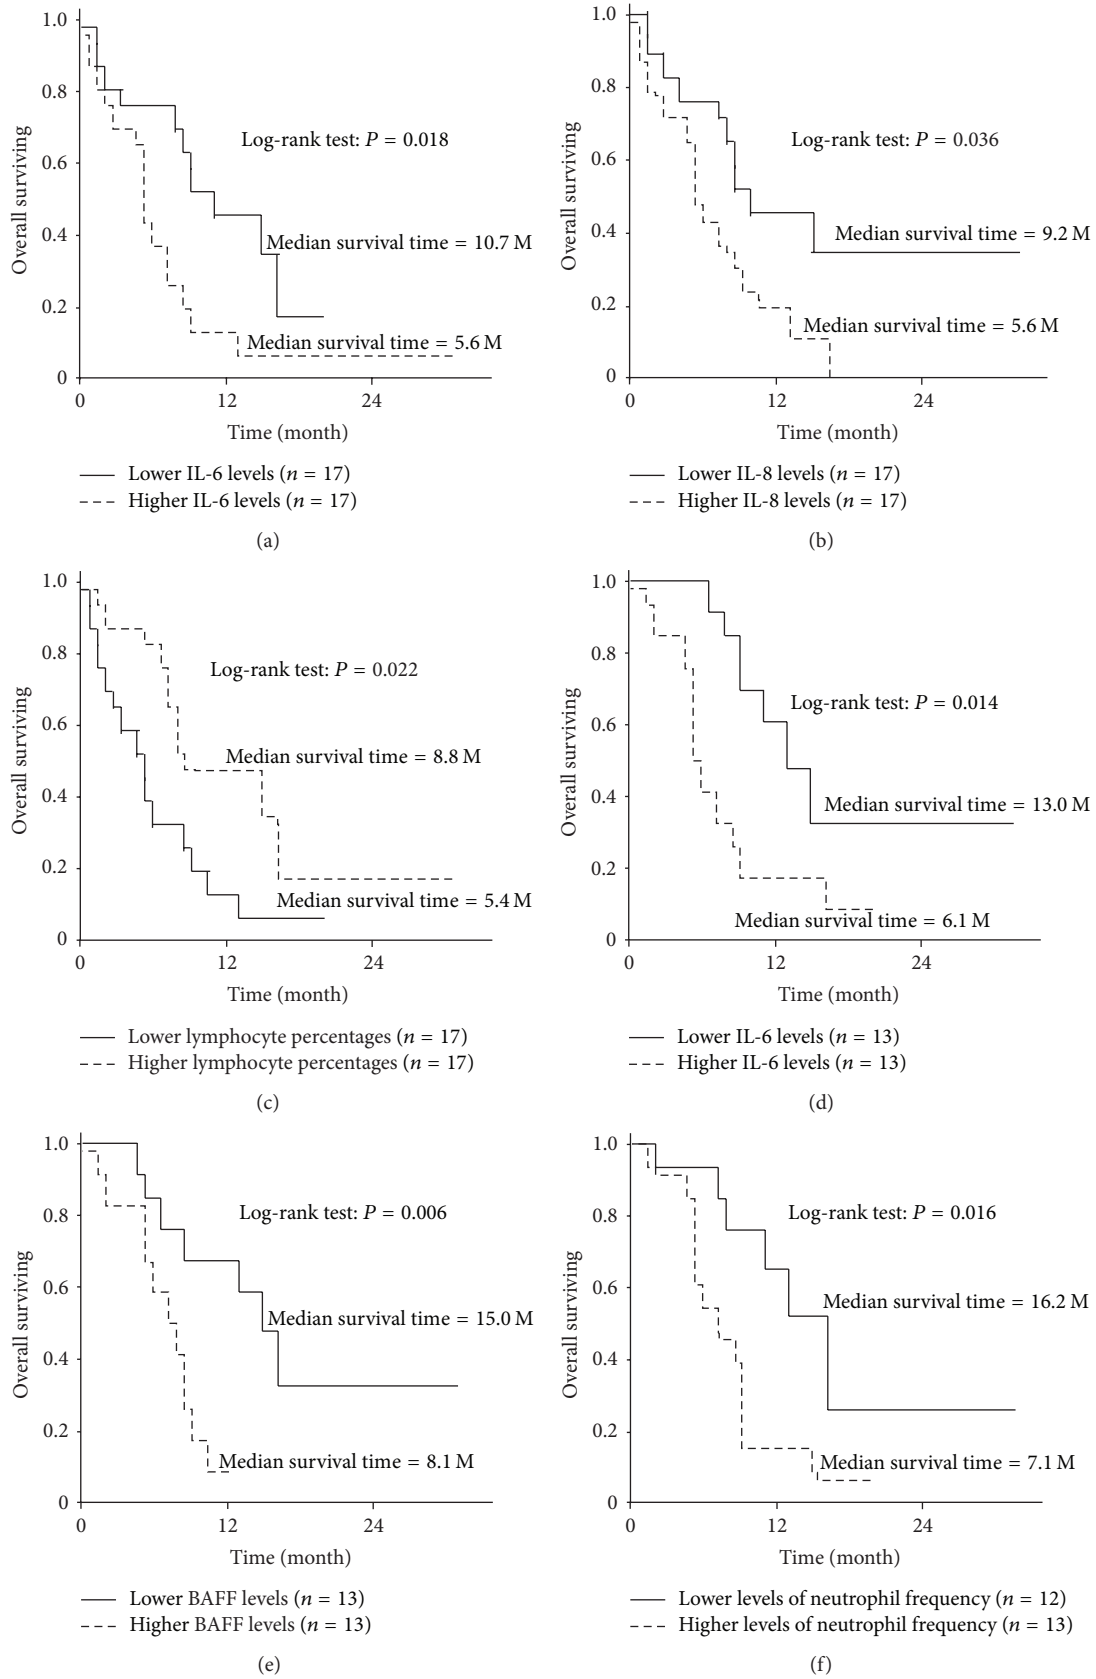 1.0
0.8
0.6
0.4
0.2
0
Overall surviving
Log-rank test: P = 0.018
Median survival time = 10.7 M
Median survival time = 5.6 M
0 12 24
Time (month)
Lower IL-6 levels (n = 17)
Higher IL-6 levels (n = 17)
(a)
1.0
0.8
0.6
0.4
0.2
0
Overall surviving
Log-rank test: P = 0.036
Median survival time = 9.2 M
Median survival time = 5.6 M
0 12 24
Time (month)
Lower IL-8 levels (n = 17)
Higher IL-8 levels (n = 17)
(b)
1.0
0.8
0.6
0.4
0.2
0
Overall surviving
Log-rank test: P = 0.022
Median survival time = 8.8 M
Median survival time = 5.4 M
0 12 24
Time (month)
Lower lymphocyte percentages (n = 17)
Higher lymphocyte percentages (n = 17)
(c)
1.0
0.8
0.6
0.4
0.2
0
Overall surviving
Log-rank test: P = 0.014
Median survival time = 13.0 M
Median survival time = 6.1 M
0 12 24
Time (month)
Lower IL-6 levels (n = 13)
Higher IL-6 levels (n = 13)
(d)
1.0
0.8
0.6
0.4
0.2
0
Overall surviving
Log-rank test: P = 0.006
Median survival time = 15.0 M
Median survival time = 8.1 M
0 12 24
Time (month)
Lower BAFF levels (n = 13)
Higher BAFF levels (n = 13)
(e)
1.0
0.8
0.6
0.4
0.2
0
Overall surviving
Log-rank test: P = 0.016
Median survival time = 16.2 M
Median survival time = 7.1 M
0 12 24
Time (month)
Lower levels of neutrophil frequency (n = 12)
Higher levels of neutrophil frequency (n = 13)
(f)